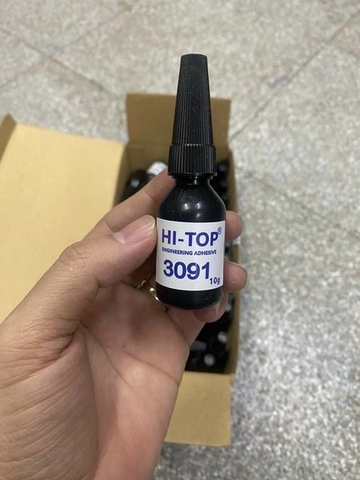 HI-TOP®
ENGINEERING ADHESIVE
3091
10g